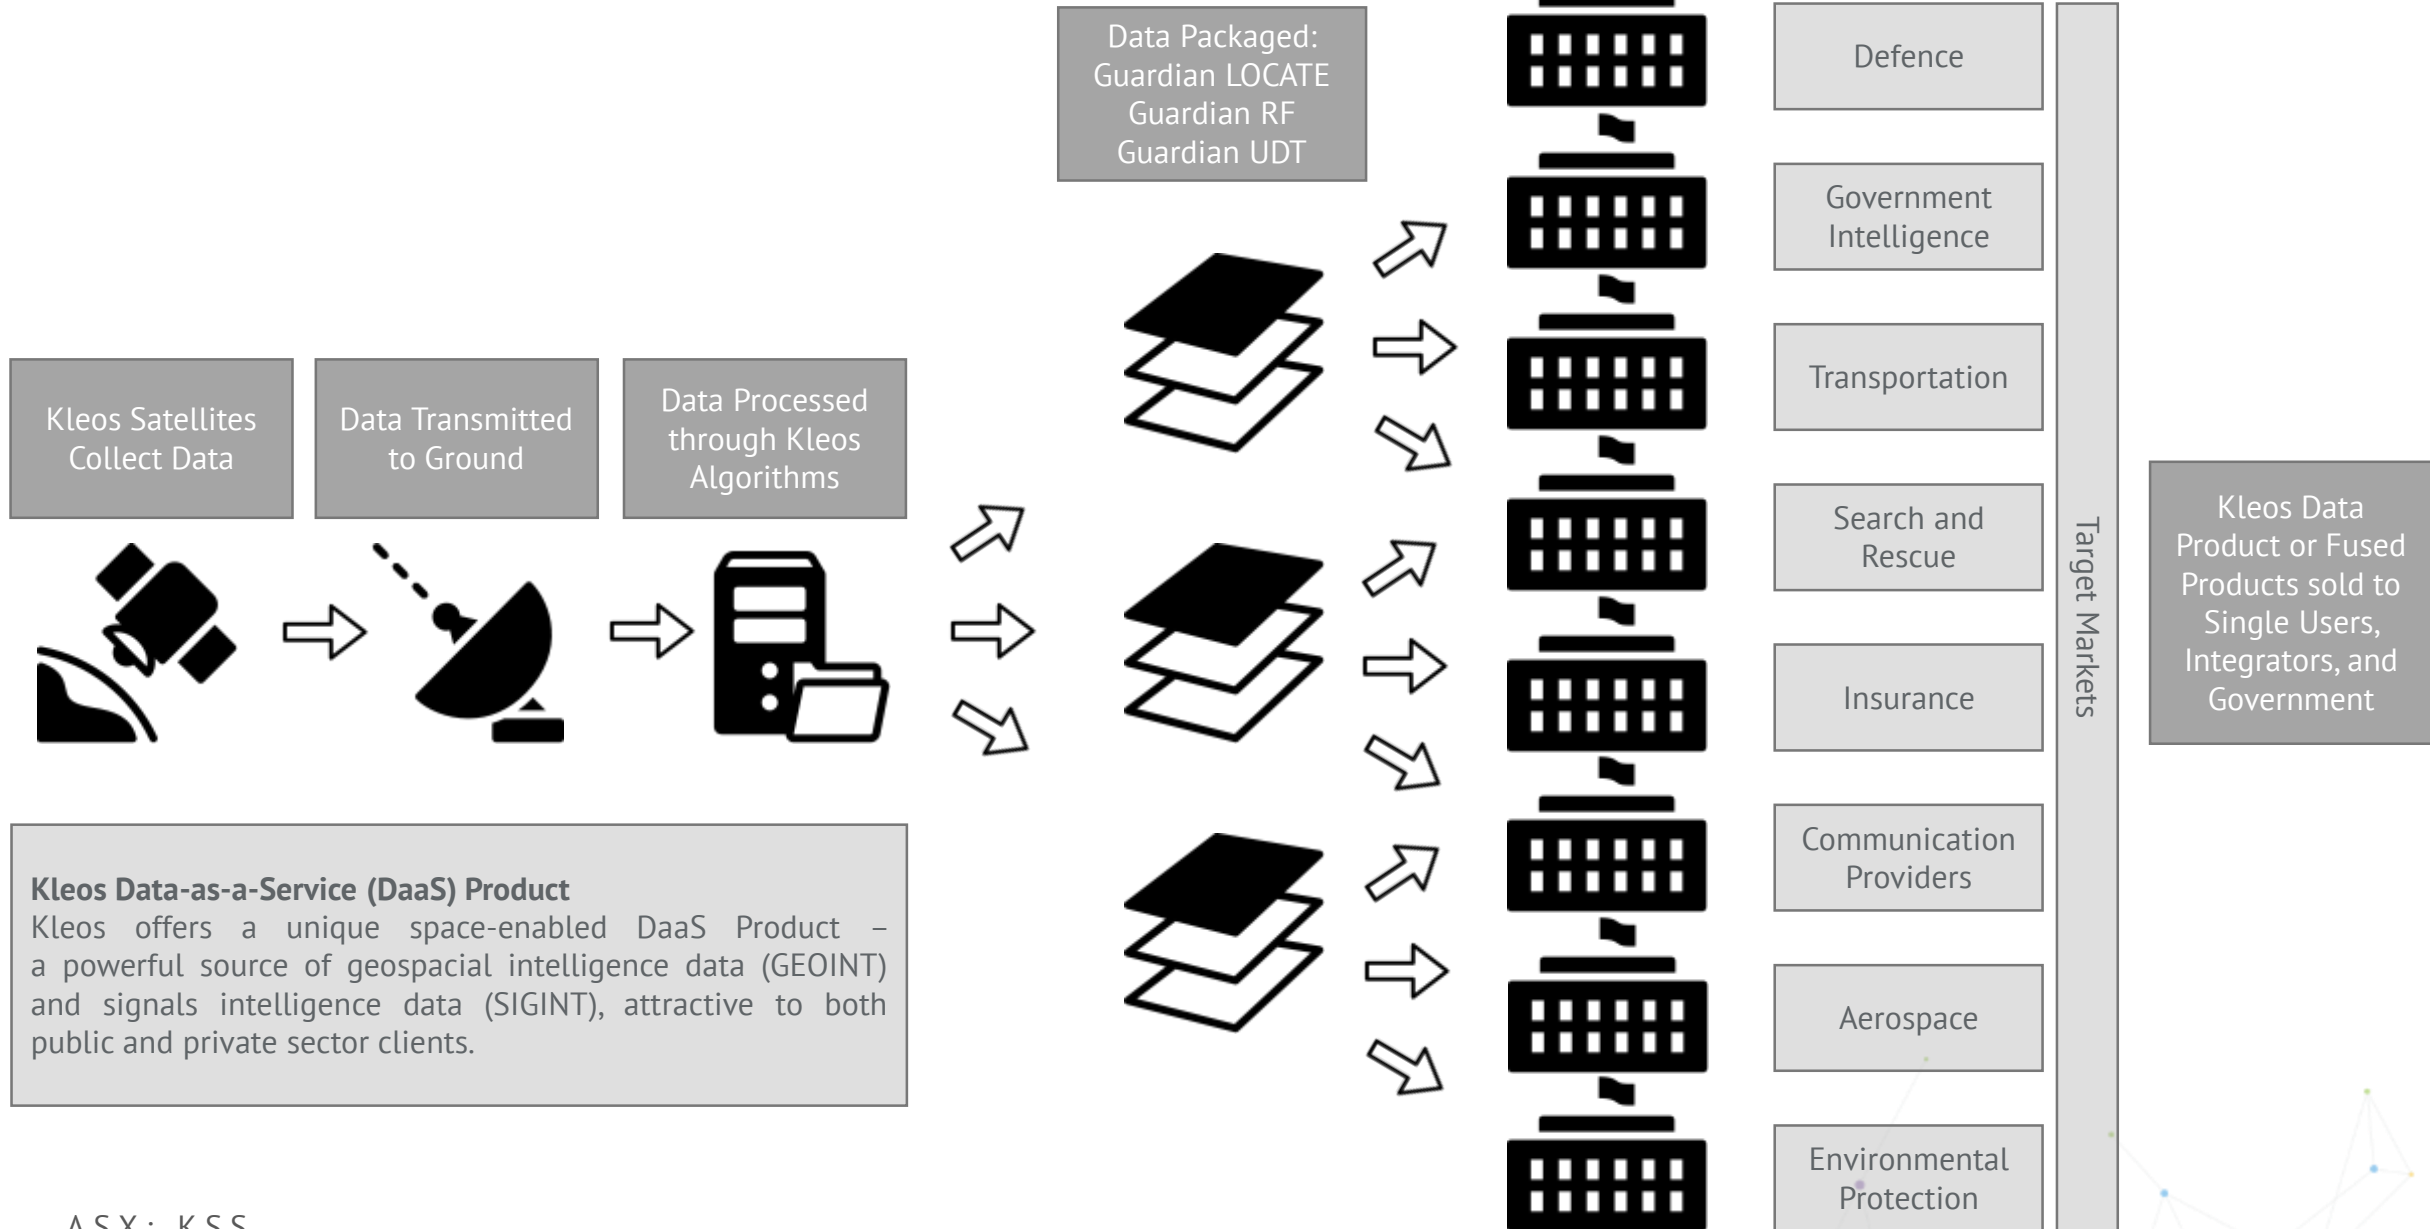 Data Packaged:
Guardian LOCATE
Guardian RF
Guardian UDT
Kleos Satellites
Collect Data
Data Transmitted
to Ground
Data Processed
through Kleos
Algorithms
Defence
Government
Intelligence
Transportation
Search and
Rescue
Insurance
Communication
Providers
Aerospace
Environmental
Protection
Target Markets
Kleos Data
Product or Fused
Products sold to
Single Users,
Integrators, and
Government
Kleos Data-as-a-Service (DaaS) Product
Kleos offers a unique space-enabled DaaS Product –
a powerful source of geospacial intelligence data (GEOINT)
and signals intelligence data (SIGINT), attractive to both
public and private sector clients.
ASX: KSS